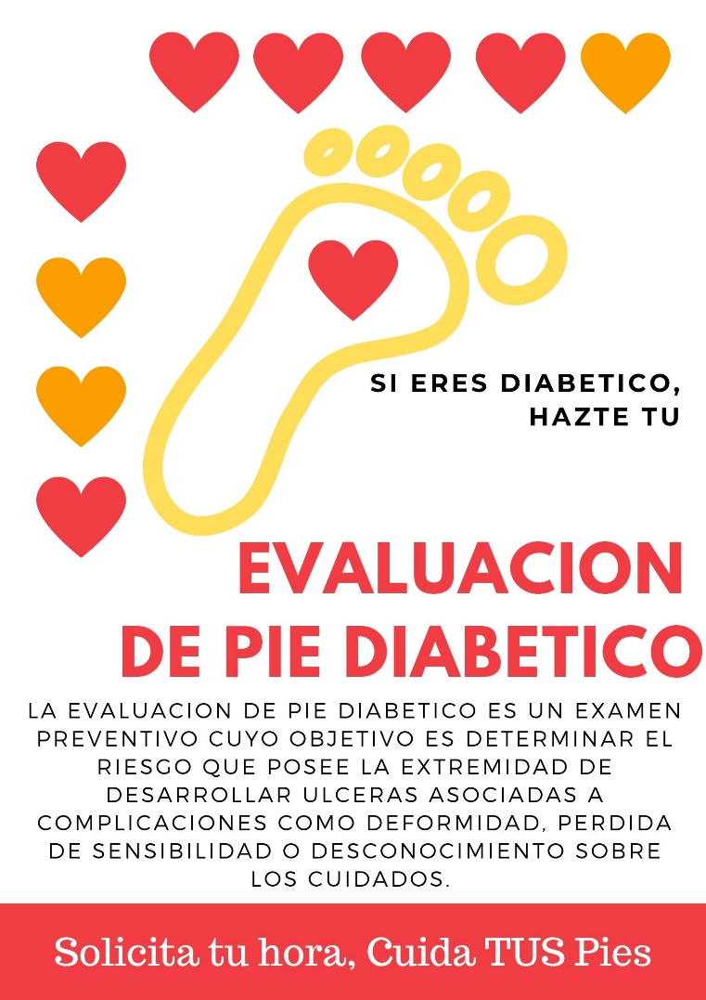 SI ERES DIABETICO,
HAZTE TU
EVALUACION
DE PIE DIABETICO
LA EVALUACION DE PIE DIABETICO ES UN EXAMEN
PREVENTIVO CUYO OBJETIVO ES DETERMINAR EL
RIESGO QUE POSEE LA EXTREMIDAD DE
DESARROLLAR ULCERAS ASOCIADAS A
COMPLICACIONES COMO DEFORMIDAD, PERDIDA
DE SENSIBILIDAD O DESCONOCIMIENTO SOBRE
LOS CUIDADOS.
Solicita tu hora, Cuida TUS Pies